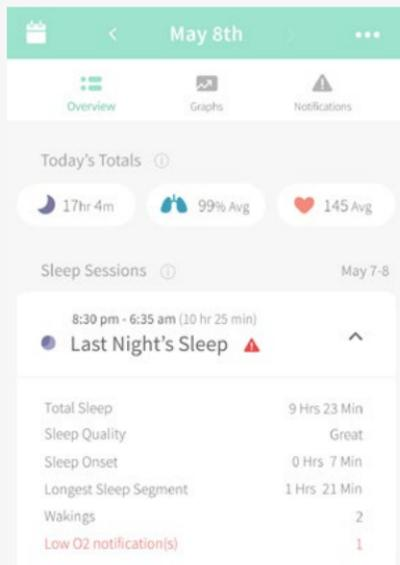 May 8th
Overview Graphs Notifications
Today's Totals
17hr 4m 99% Avg 145 Avg
Sleep Sessions May 7-8
8:30 pm - 6:35 am (10 hr 25 min)
Last Night's Sleep
Total Sleep 9 Hrs 23 Min
Sleep Quality Great
Sleep Onset 0 Hrs 7 Min
Longest Sleep Segment 1 Hrs 21 Min
Wakings 2
Low O2 notification(s) 1